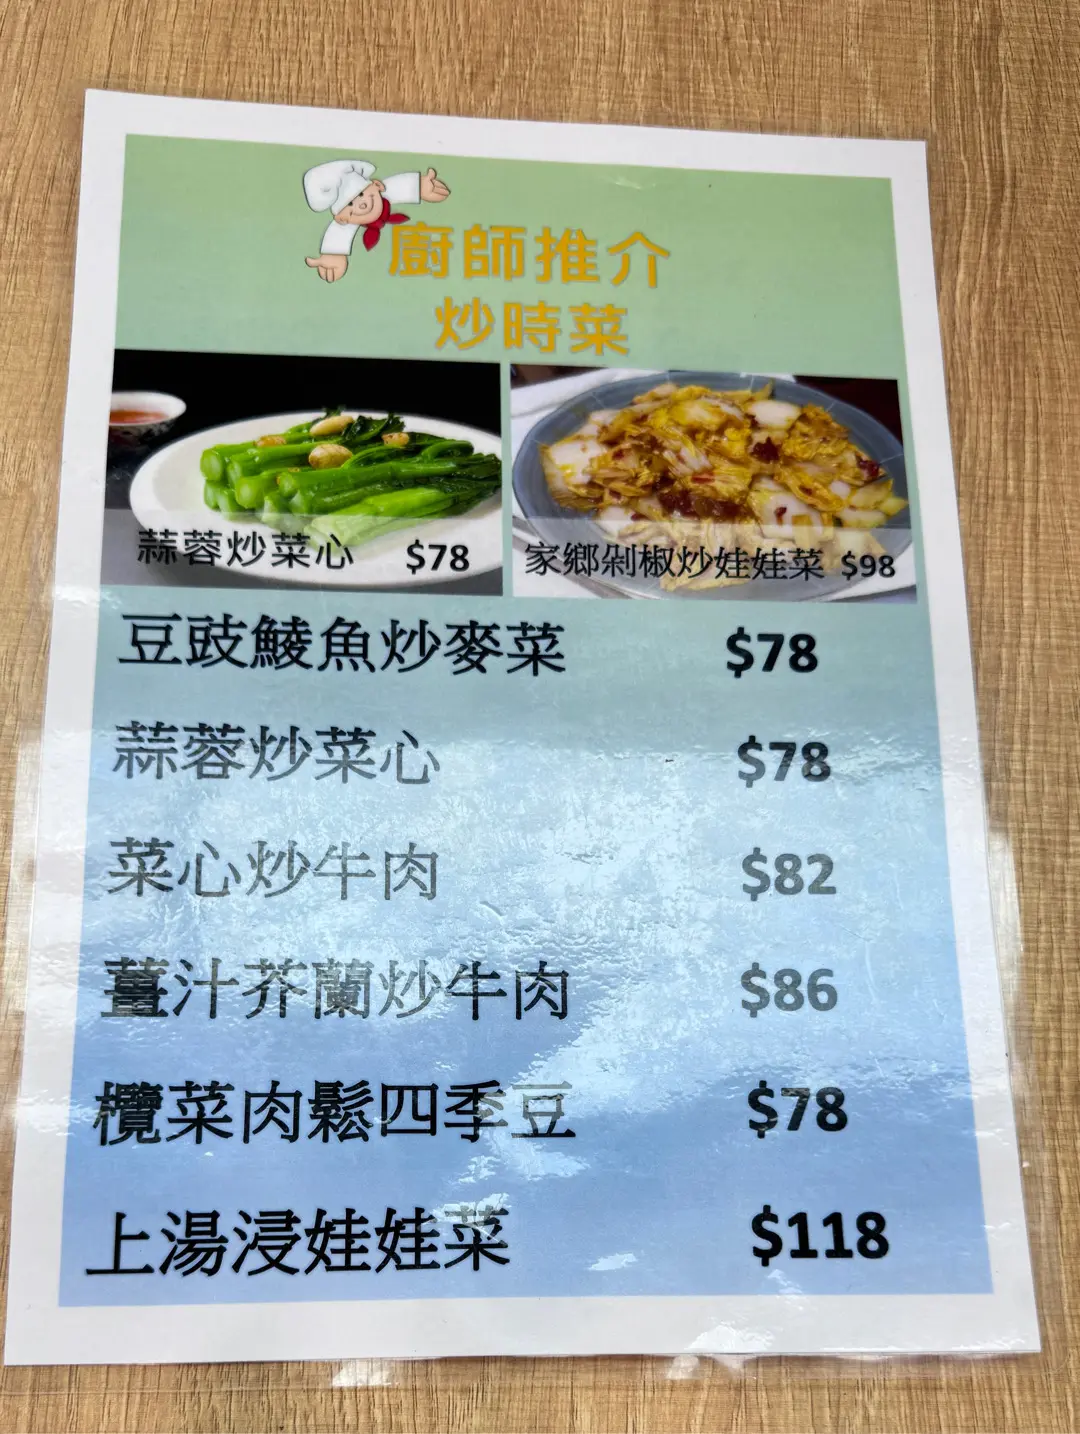 廚師推介
炒時菜
蒜蓉炒菜心 $78
家鄉剁椒炒娃娃菜 $98
豆豉鯪魚炒麥菜 $78
蒜蓉炒菜心 $78
菜心炒牛肉 $82
薑汁芥蘭炒牛肉 $86
欖菜肉鬆四季豆 $78
上湯浸娃娃菜 $118